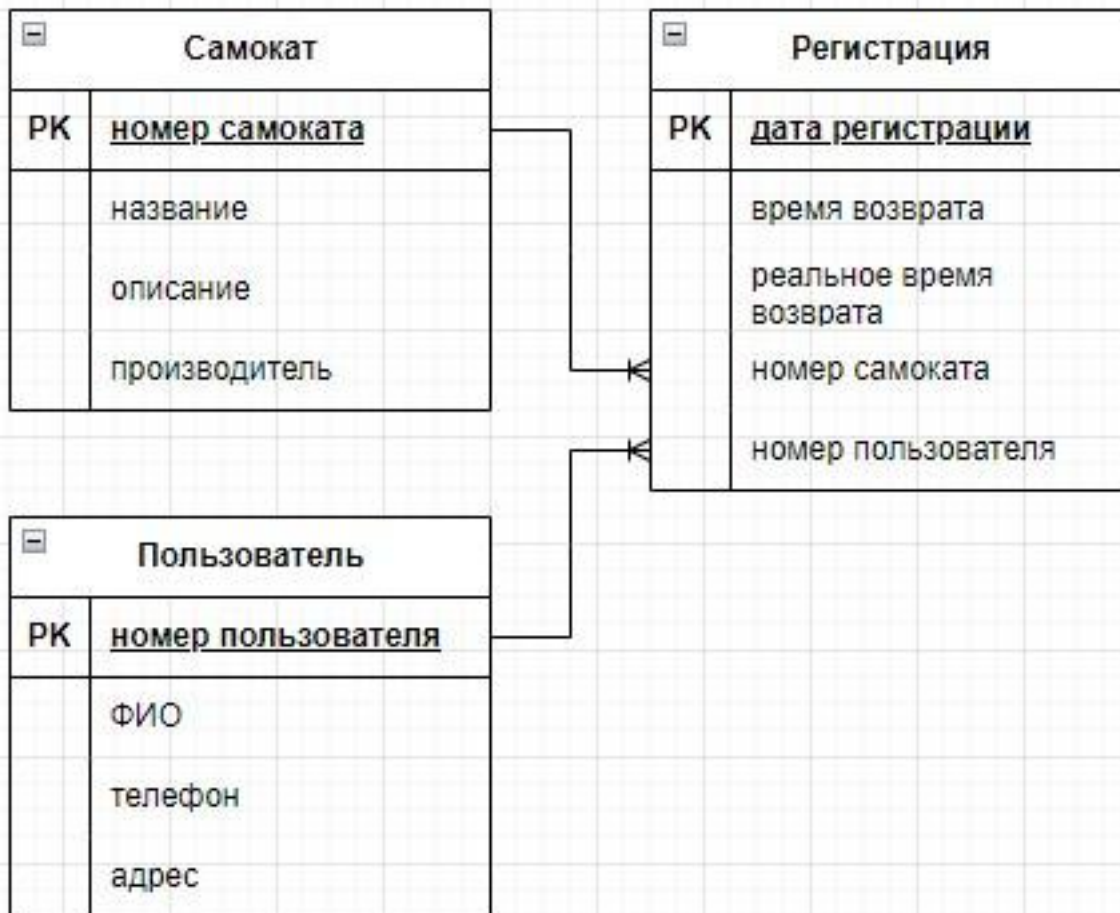 Самокат
PK номер самоката
название
описание
производитель
Регистрация
PK дата регистрации
время возврата
реальное время
возврата
номер самоката
номер пользователя
Пользователь
PK номер пользователя
ФИО
телефон
адрес